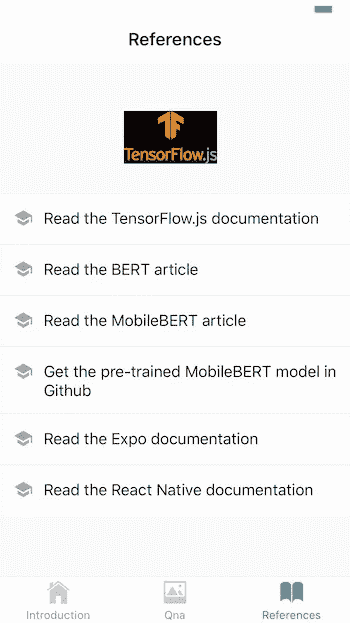 References
TensorFlow.js
Read the TensorFlow.js documentation
Read the BERT article
Read the MobileBERT article
Get the pre-trained MobileBERT model in
Github
Read the Expo documentation
Read the React Native documentation
Introduction
Qna
References